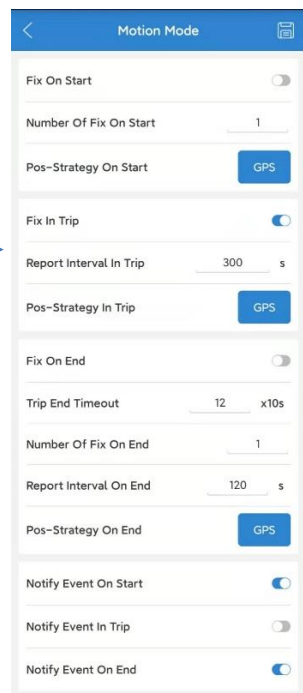 Motion Mode
Fix On Start
Number Of Fix On Start 1
Pos-Strategy On Start GPS
Fix In Trip
Report Interval In Trip 300 s
Pos-Strategy In Trip GPS
Fix On End
Trip End Timeout 12 x10s
Number Of Fix On End 1
Report Interval On End 120 s
Pos-Strategy On End GPS
Notify Event On Start
Notify Event In Trip
Notify Event On End